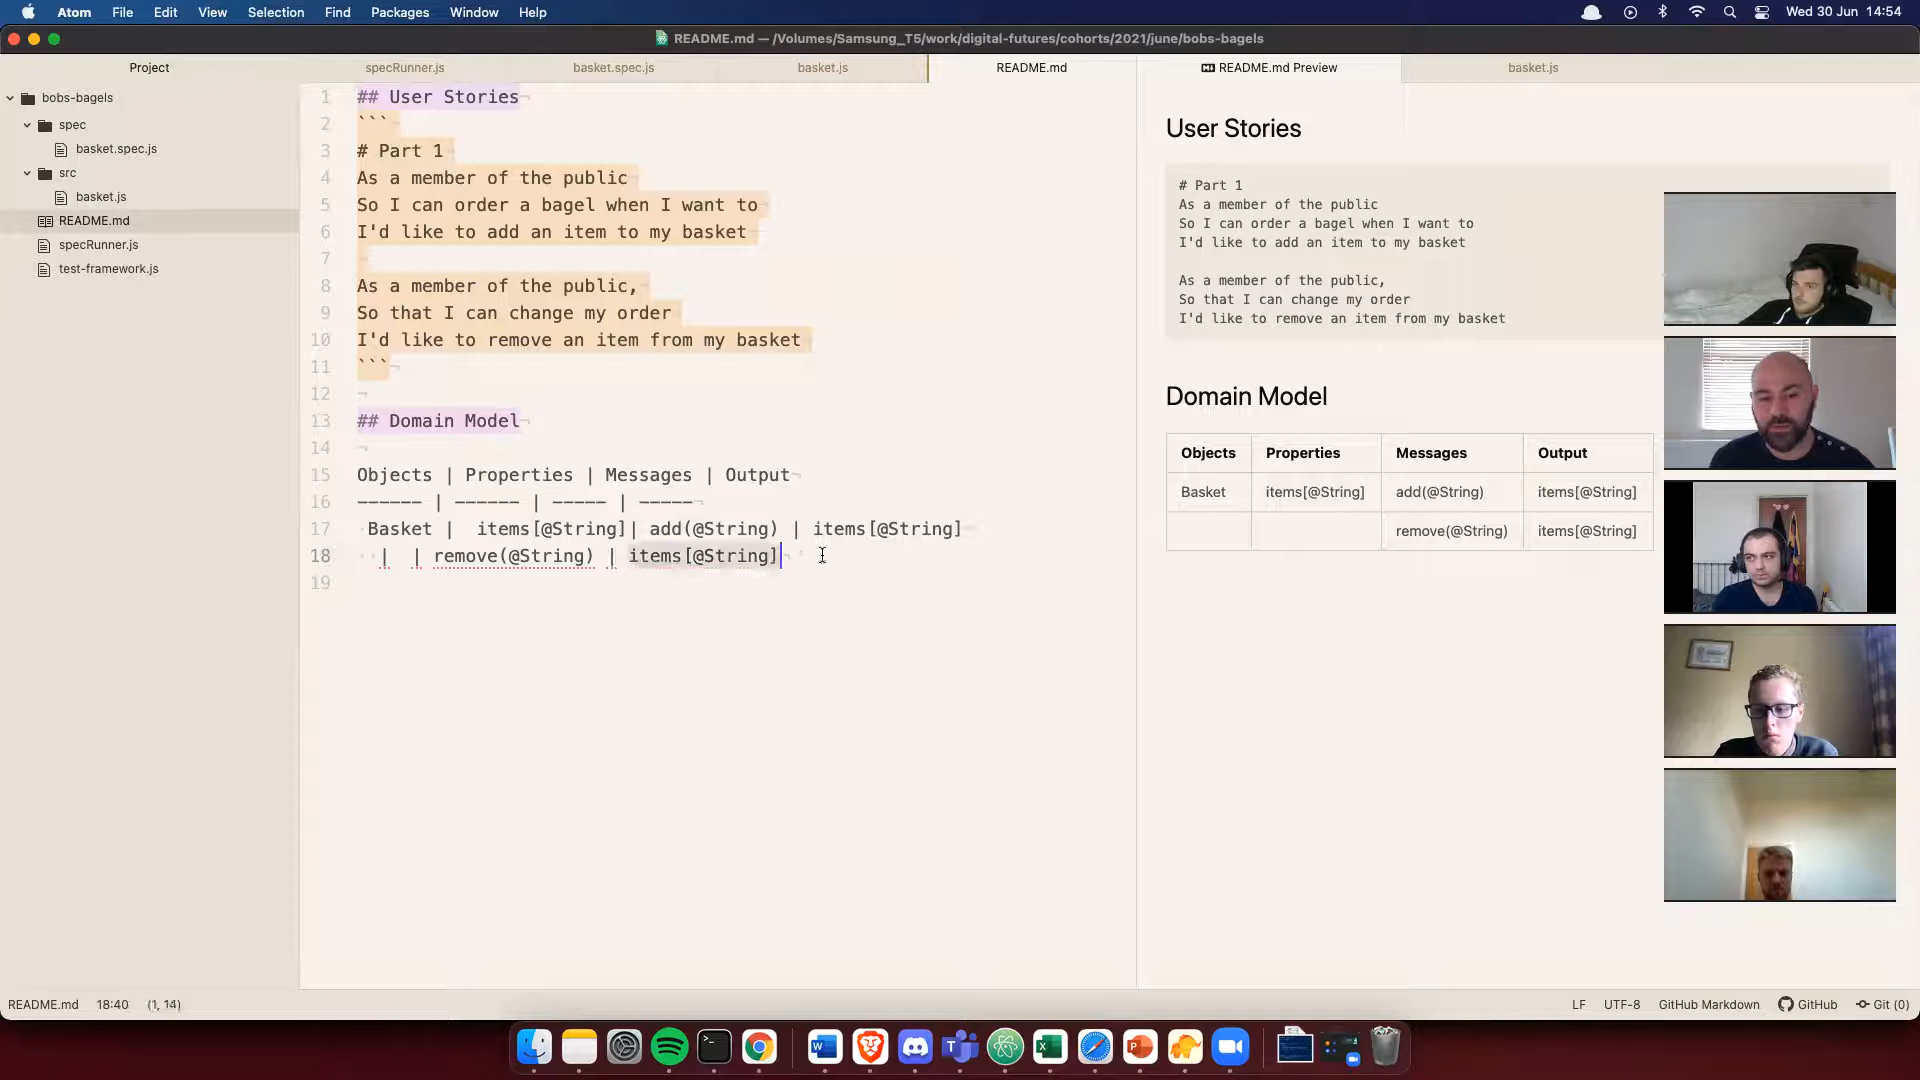 Atom File Edit View Selection Find Packages Window Help Wed 30 Jun 14:54
README.md — /Volumes/Samsung_T5/work/digital-futures/cohorts/2021/june/bobs-bagels
Project specRunner.js basket.spec.js basket.js README.md README.md Preview basket.js
bobs-bagels
spec
basket.spec.js
src
basket.js
README.md
specRunner.js
test-framework.js
1 ## User Stories
2 ```
3 # Part 1
4 As a member of the public
5 So I can order a bagel when I want to
6 I'd like to add an item to my basket
7
8 As a member of the public,
9 So that I can change my order
10 I'd like to remove an item from my basket
11 ```
12
13 ## Domain Model
14
15 Objects | Properties | Messages | Output
16 ------ | ------ | ----- | -----
17 Basket | items[@String]| add(@String) | items[@String]
18 | | remove(@String) | items[@String]
19
User Stories
# Part 1
As a member of the public
So I can order a bagel when I want to
I'd like to add an item to my basket
As a member of the public,
So that I can change my order
I'd like to remove an item from my basket
Domain Model
Objects Properties Messages Output
Basket items[@String] add(@String) items[@String]
remove(@String) items[@String]
README.md 18:40 (1, 14) LF UTF-8 GitHub Markdown GitHub Git (0)